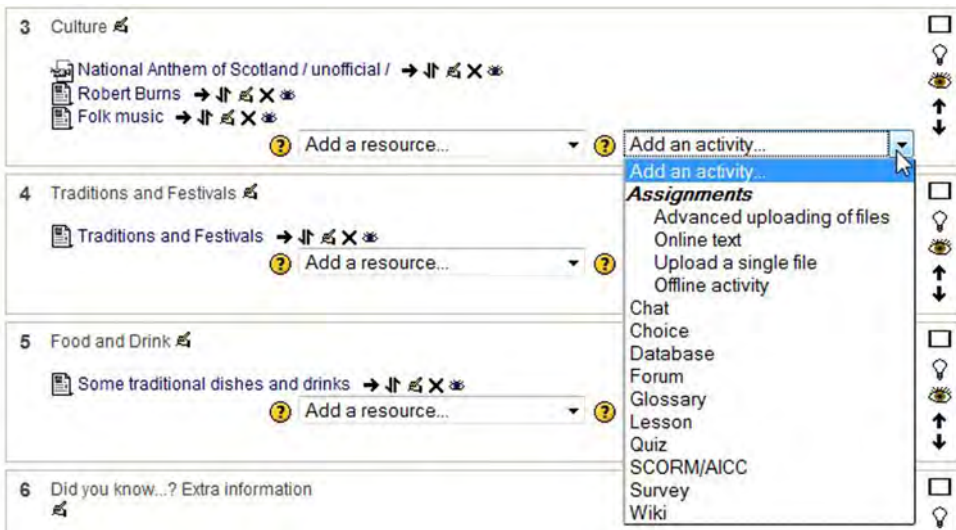 3 Culture
National Anthem of Scotland / unofficial /
Robert Burns
Folk music
? Add a resource... ? Add an activity...
Add an activity...
Assignments
Advanced uploading of files
Online text
Upload a single file
Offline activity
Chat
Choice
Database
Forum
Glossary
Lesson
Quiz
SCORM/AICC
Survey
Wiki
4 Traditions and Festivals
Traditions and Festivals
? Add a resource... ?
5 Food and Drink
Some traditional dishes and drinks
? Add a resource... ?
6 Did you know...? Extra information